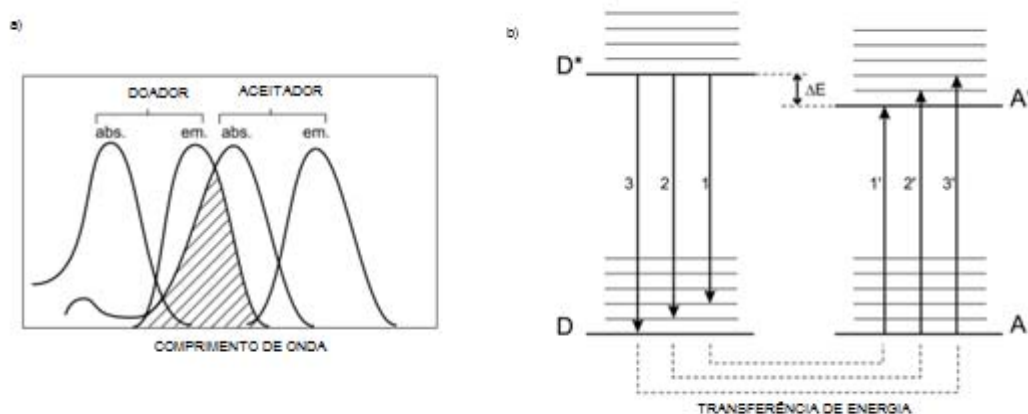 a)
DOADOR ACEITADOR
abs. em. abs. em.
COMPRIMENTO DE ONDA
b)
D*
ΔE
A*
3 2 1 1' 2' 3'
D A
TRANSFERÊNCIA DE ENERGIA